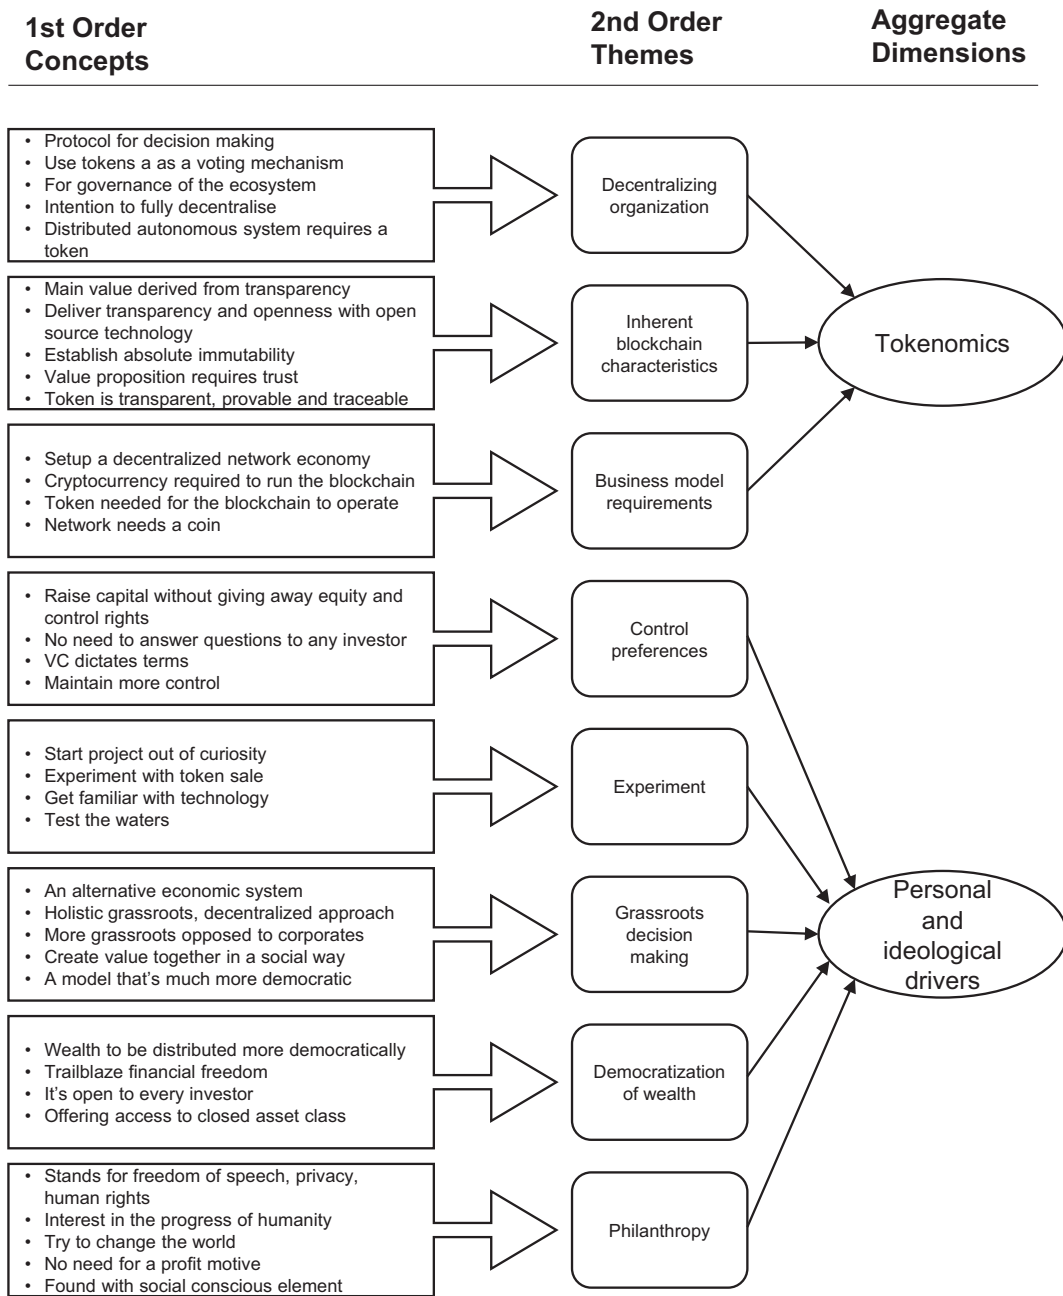 1st Order
Concepts
2nd Order
Themes
Aggregate
Dimensions
• Protocol for decision making
• Use tokens a as a voting mechanism
• For governance of the ecosystem
• Intention to fully decentralise
• Distributed autonomous system requires a
token
Decentralizing
organization
• Main value derived from transparency
• Deliver transparency and openness with open
source technology
• Establish absolute immutability
• Value proposition requires trust
• Token is transparent, provable and traceable
Inherent
blockchain
characteristics
Tokenomics
• Setup a decentralized network economy
• Cryptocurrency required to run the blockchain
• Token needed for the blockchain to operate
• Network needs a coin
Business model
requirements
• Raise capital without giving away equity and
control rights
• No need to answer questions to any investor
• VC dictates terms
• Maintain more control
Control
preferences
• Start project out of curiosity
• Experiment with token sale
• Get familiar with technology
• Test the waters
Experiment
• An alternative economic system
• Holistic grassroots, decentralized approach
• More grassroots opposed to corporates
• Create value together in a social way
• A model that's much more democratic
Grassroots
decision
making
Personal
and
ideological
drivers
• Wealth to be distributed more democratically
• Trailblaze financial freedom
• It's open to every investor
• Offering access to closed asset class
Democratization
of wealth
• Stands for freedom of speech, privacy,
human rights
• Interest in the progress of humanity
• Try to change the world
• No need for a profit motive
• Found with social conscious element
Philanthropy